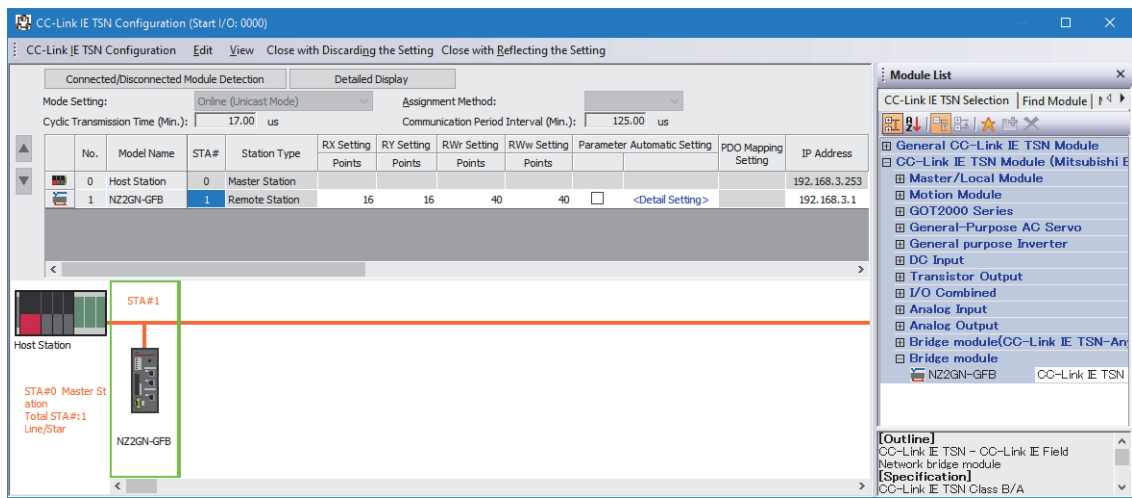 CC-Link IE TSN Configuration (Start I/O: 0000)
CC-Link IE TSN Configuration Edit View Close with Discarding the Setting Close with Reflecting the Setting
Connected/Disconnected Module Detection Detailed Display
Mode Setting: Online (Unicast Mode) Assignment Method:
Cyclic Transmission Time (Min.): 17.00 us Communication Period Interval (Min.): 125.00 us
No. Model Name STA# Station Type RX Setting RY Setting RWr Setting RWw Setting Parameter Automatic Setting PDO Mapping Setting IP Address
Points Points Points Points
0 Host Station 0 Master Station 192.168.3.253
1 NZ2GN-GFB 1 Remote Station 16 16 40 40 <Detail Setting> 192.168.3.1
STA#1
Host Station
STA#0 Master St
ation
Total STA#:1
Line/Star
NZ2GN-GFB
Module List
CC-Link IE TSN Selection Find Module
General CC-Link IE TSN Module
CC-Link IE TSN Module (Mitsubishi E
Master/Local Module
Motion Module
GOT2000 Series
General-Purpose AC Servo
General purpose Inverter
DC Input
Transistor Output
I/O Combined
Analog Input
Analog Output
Bridge module(CC-Link IE TSN-An
Bridge module
NZ2GN-GFB CC-Link IE TSN
[Outline]
CC-Link IE TSN - CC-Link IE Field
Network bridge module
[Specification]
CC-Link IE TSN Class B/A